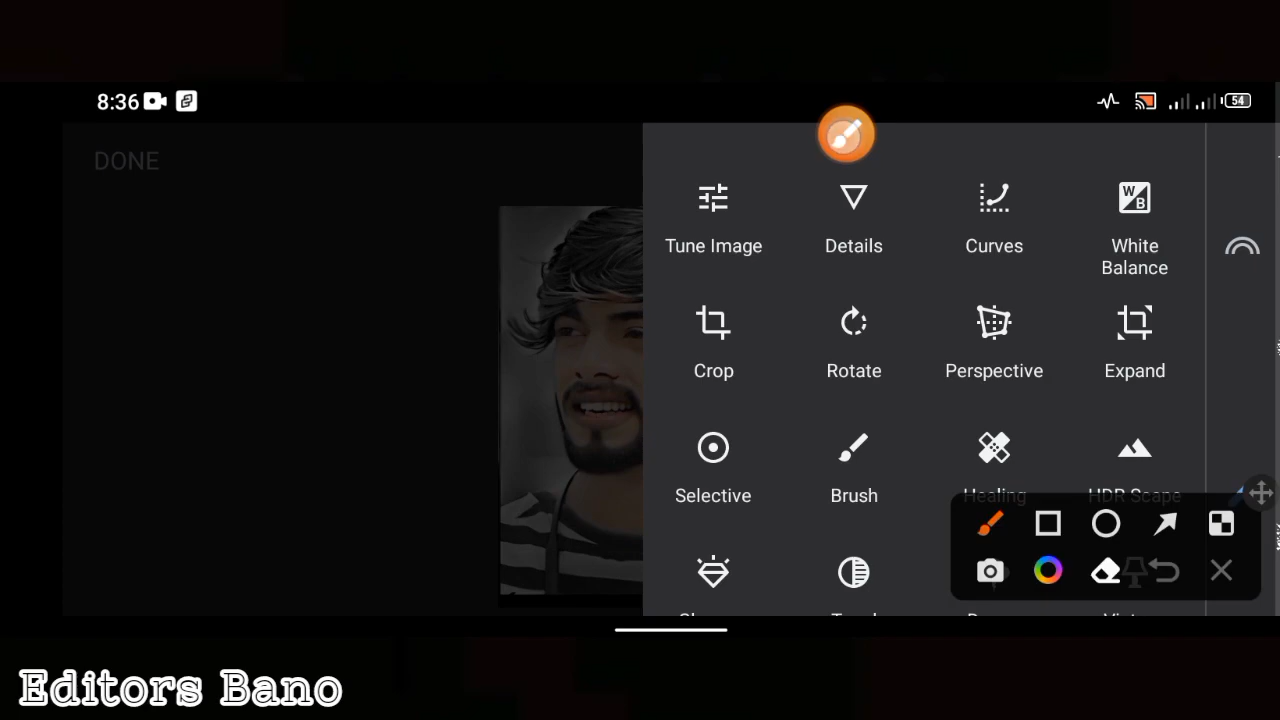 8:36
54
DONE
Tune Image
Details
Curves
White
Balance
Crop
Rotate
Perspective
Expand
Selective
Brush
Healing
HDR Scape
Editors Bano